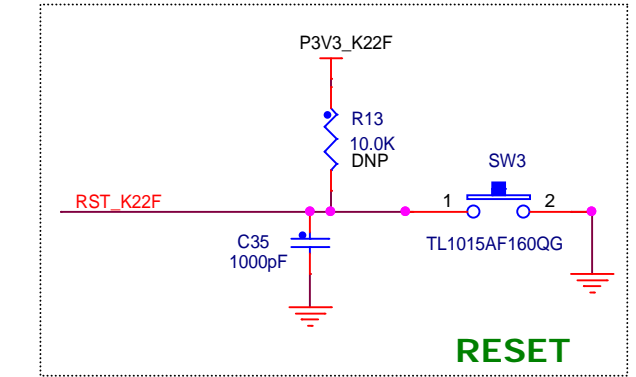 P3V3_K22F
R13
10.0K
DNP
SW3
RST_K22F
1
2
C35
1000pF
TL1015AF160QG
RESET